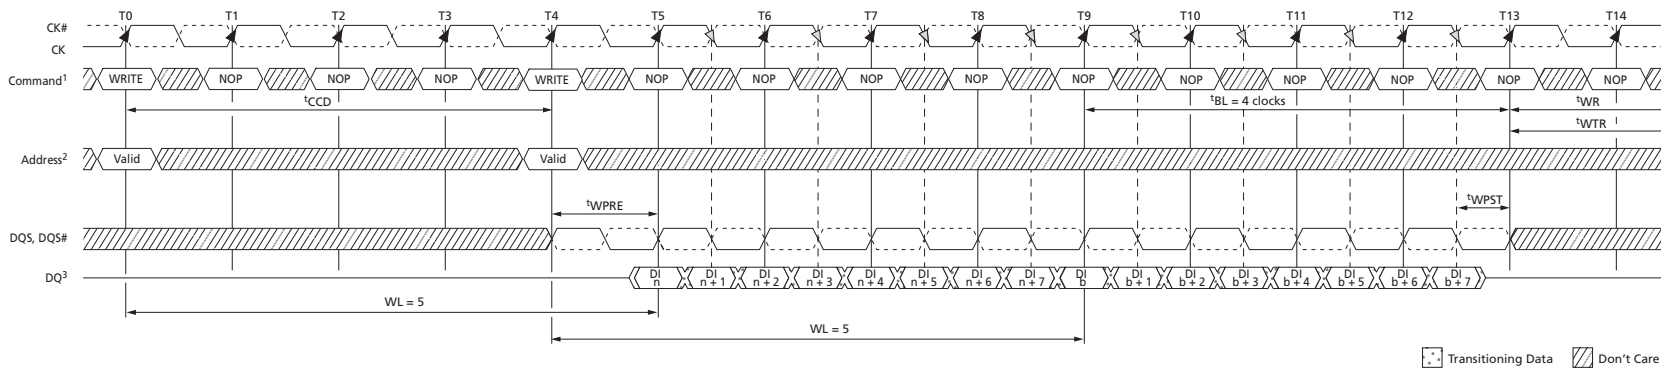 T0 T1 T2 T3 T4 T5 T6 T7 T8 T9 T10 T11 T12 T13 T14
CK#
CK
Command1 WRITE NOP NOP NOP WRITE NOP NOP NOP NOP NOP NOP NOP NOP NOP NOP
tCCD tBL = 4 clocks tWR
tWTR
Address2 Valid Valid
tWPRE tWPST
DQS, DQS#
DQ3 DI n DI n + 1 DI n + 2 DI n + 3 DI n + 4 DI n + 5 DI n + 6 DI n + 7 DI b DI b + 1 DI b + 2 DI b + 3 DI b + 4 DI b + 5 DI b + 6 DI b + 7
WL = 5
WL = 5
Transitioning Data Don't Care